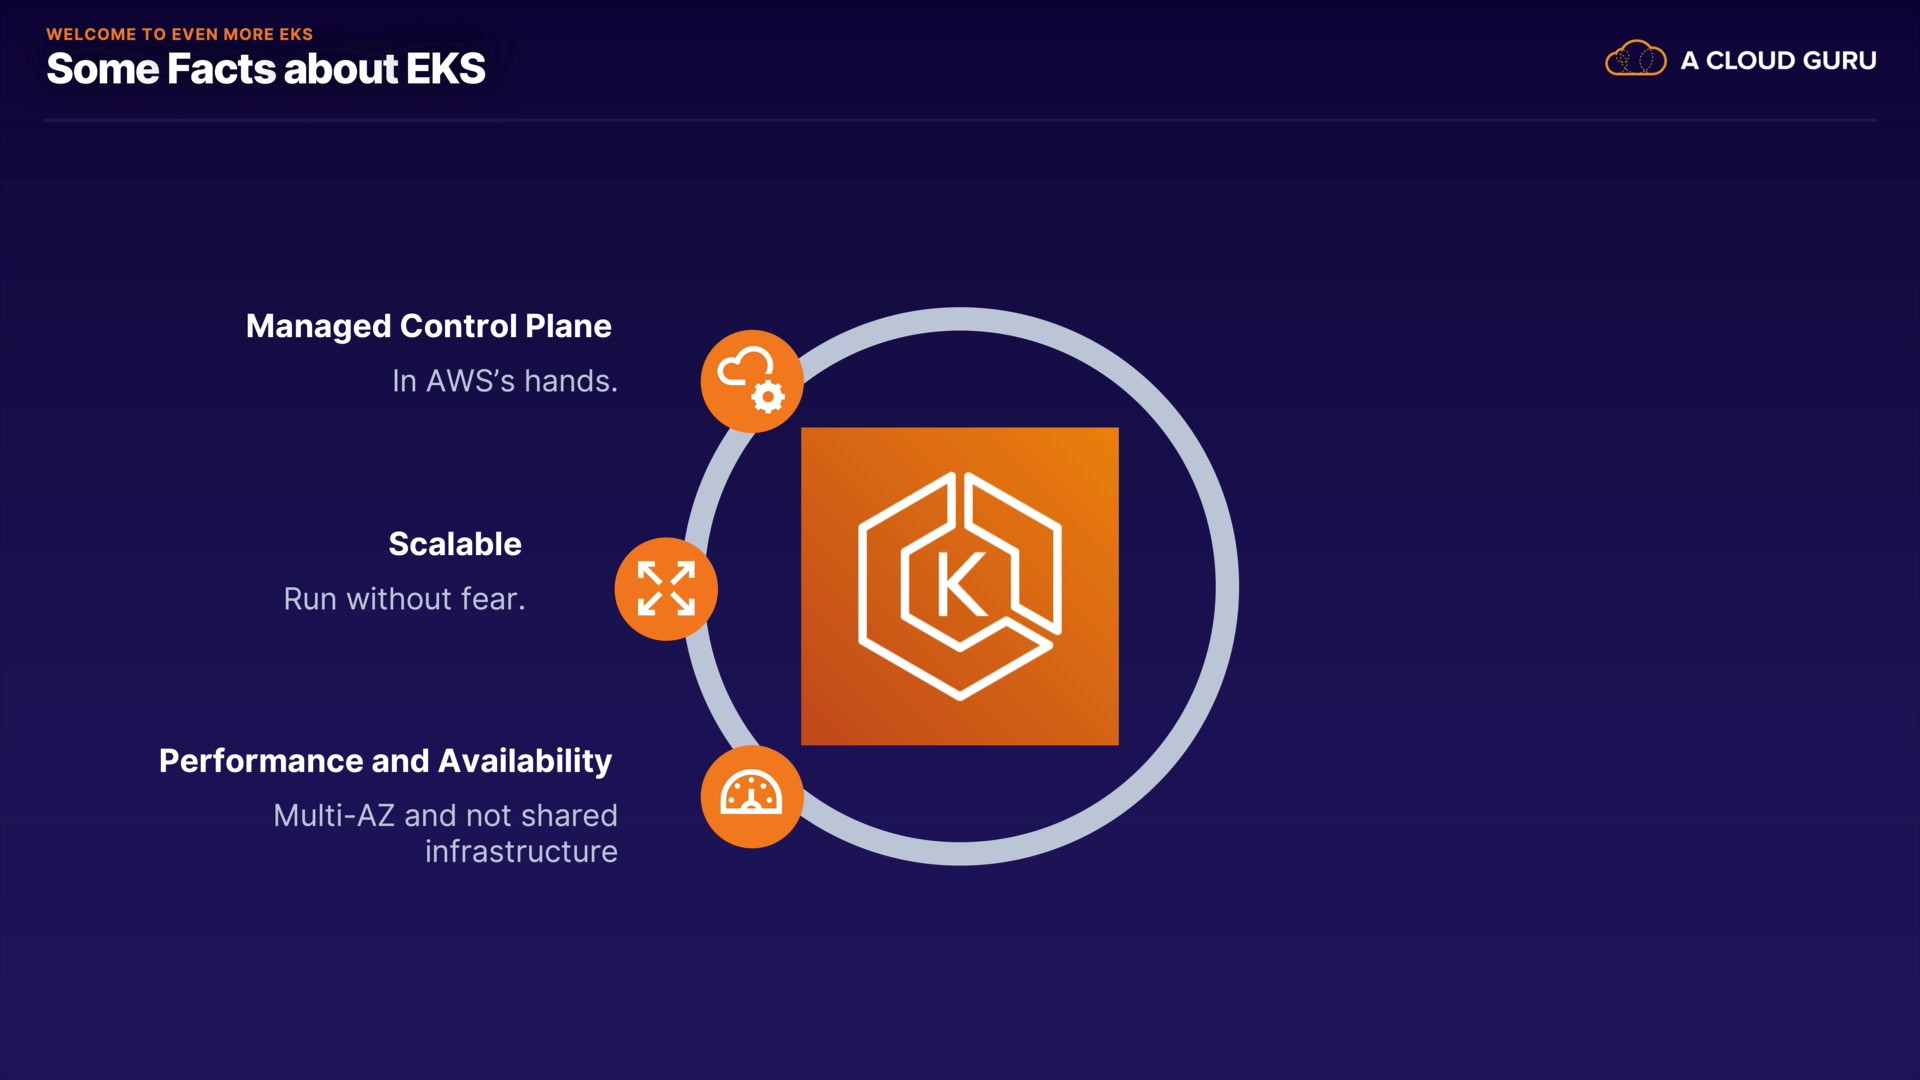 WELCOME TO EVEN MORE EKS
Some Facts about EKS
A CLOUD GURU
Managed Control Plane
In AWS’s hands.
Scalable
Run without fear.
Performance and Availability
Multi-AZ and not shared
infrastructure
K